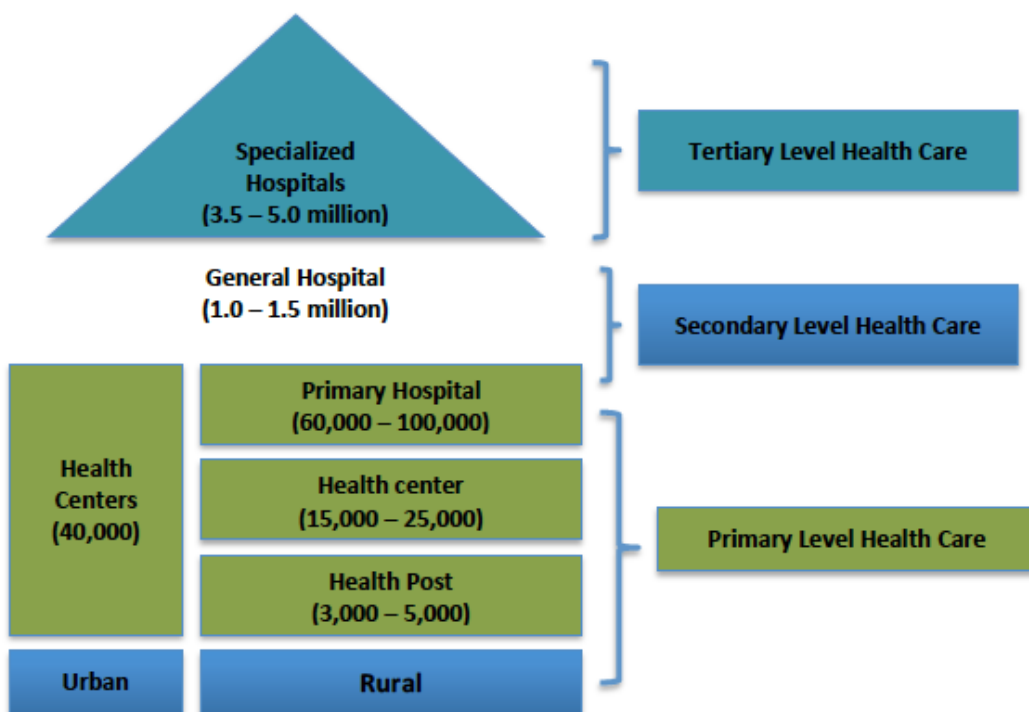 Specialized
Hospitals
(3.5 – 5.0 million)
Tertiary Level Health Care
General Hospital
(1.0 – 1.5 million)
Secondary Level Health Care
Health
Centers
(40,000)
Primary Hospital
(60,000 – 100,000)
Health center
(15,000 – 25,000)
Health Post
(3,000 – 5,000)
Primary Level Health Care
Urban
Rural